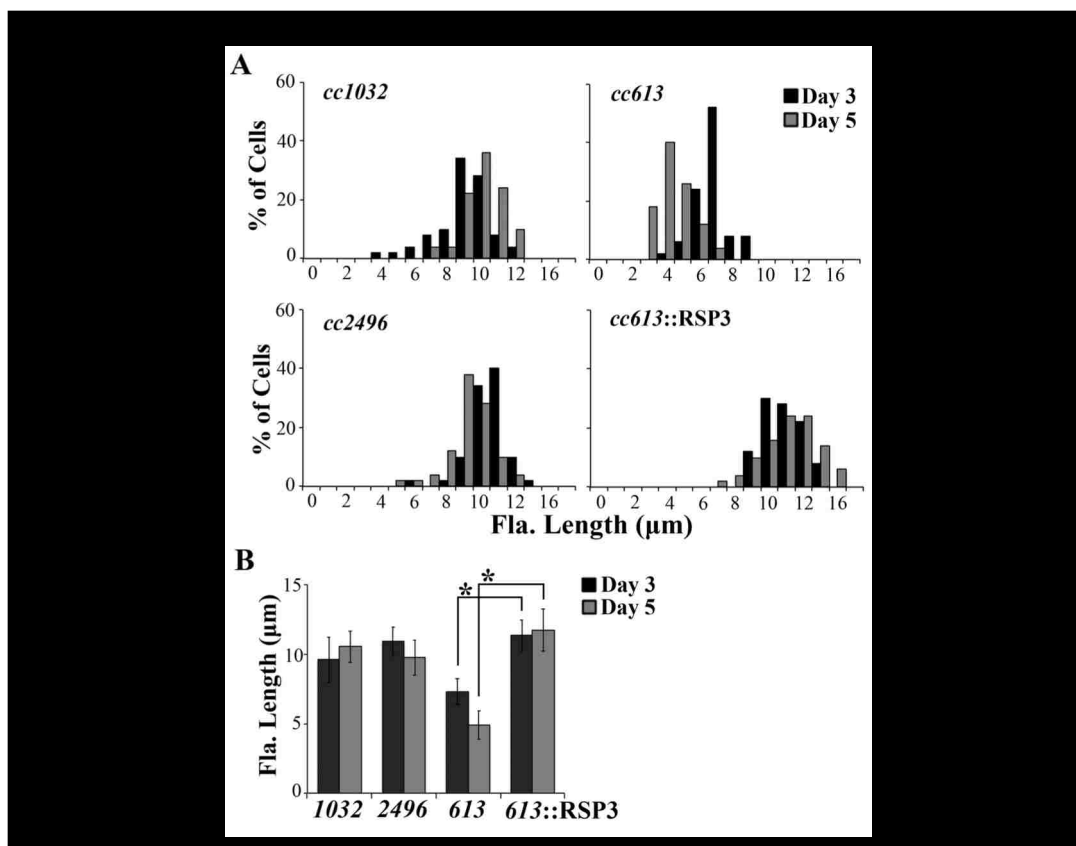 A
cc1032
cc613
Day 3
Day 5
% of Cells
60
40
20
0
0 2 4 6 8 10 12 14 16
0 2 4 6 8 10 12 14 16
cc2496
cc613::RSP3
% of Cells
60
40
20
0
0 2 4 6 8 10 12 16
0 2 4 6 8 10 12 14 16
Fla. Length (μm)
B
Day 3
Day 5
Fla. Length (μm)
15
10
5
0
* *
1032 2496 613 613::RSP3